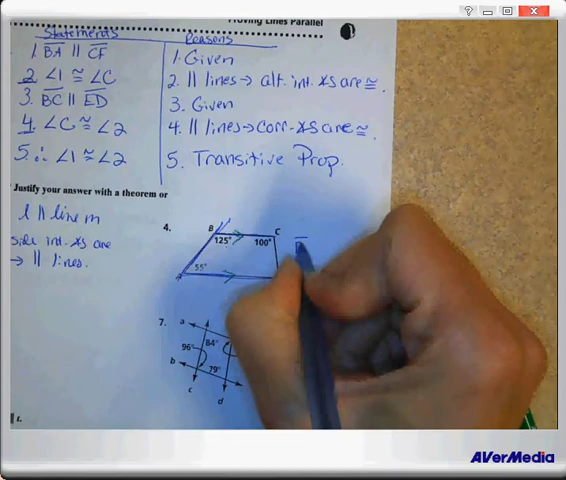 Proving Lines Parallel
Statements Reasons
1. BA || CF 1. Given
2. ∠1 ≅ ∠C 2. || lines → alt. int. ∡s are ≅.
3. BC || ED 3. Given
4. ∠C ≅ ∠2 4. || lines → corr. ∡s are ≅.
5. ∴ ∠1 ≅ ∠2 5. Transitive Prop.
Justify your answer with a theorem or
l || line m
side int. ∡s are
→ || lines.
4.
B C
125° 100°
55°
7.
a
96° 84°
b 79°
c
d
AVerMedia